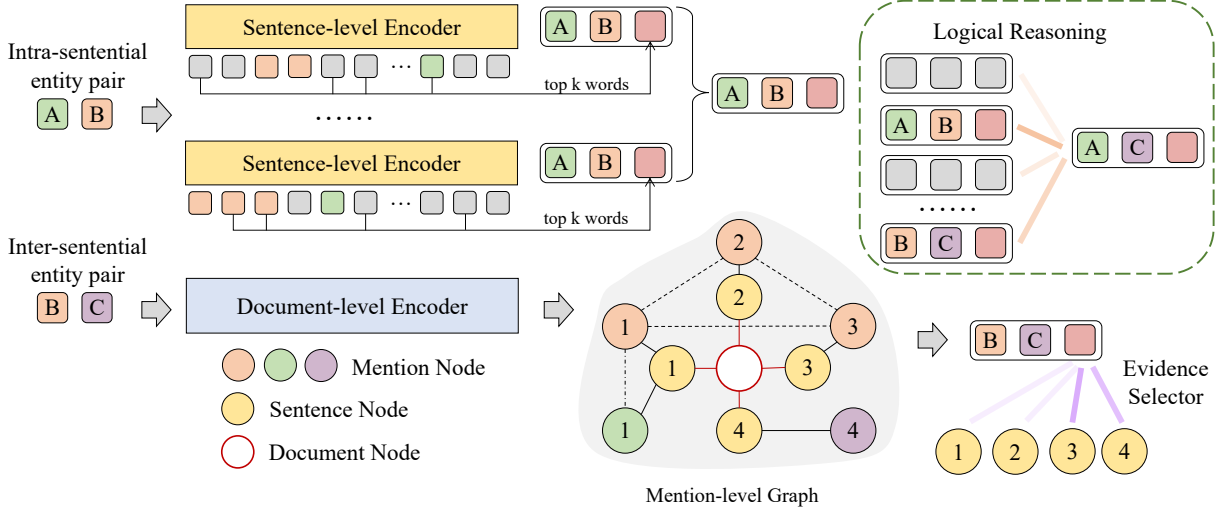 Intra-sentential
entity pair
A B
Sentence-level Encoder
...
top k words
A B
......
Sentence-level Encoder
...
top k words
A B
A B
Logical Reasoning
A B
......
B C
A C
Inter-sentential
entity pair
B C
Document-level Encoder
Mention Node
Sentence Node
Document Node
2
2
1
3
1
3
1
4
4
Mention-level Graph
B C
Evidence
Selector
1 2 3 4